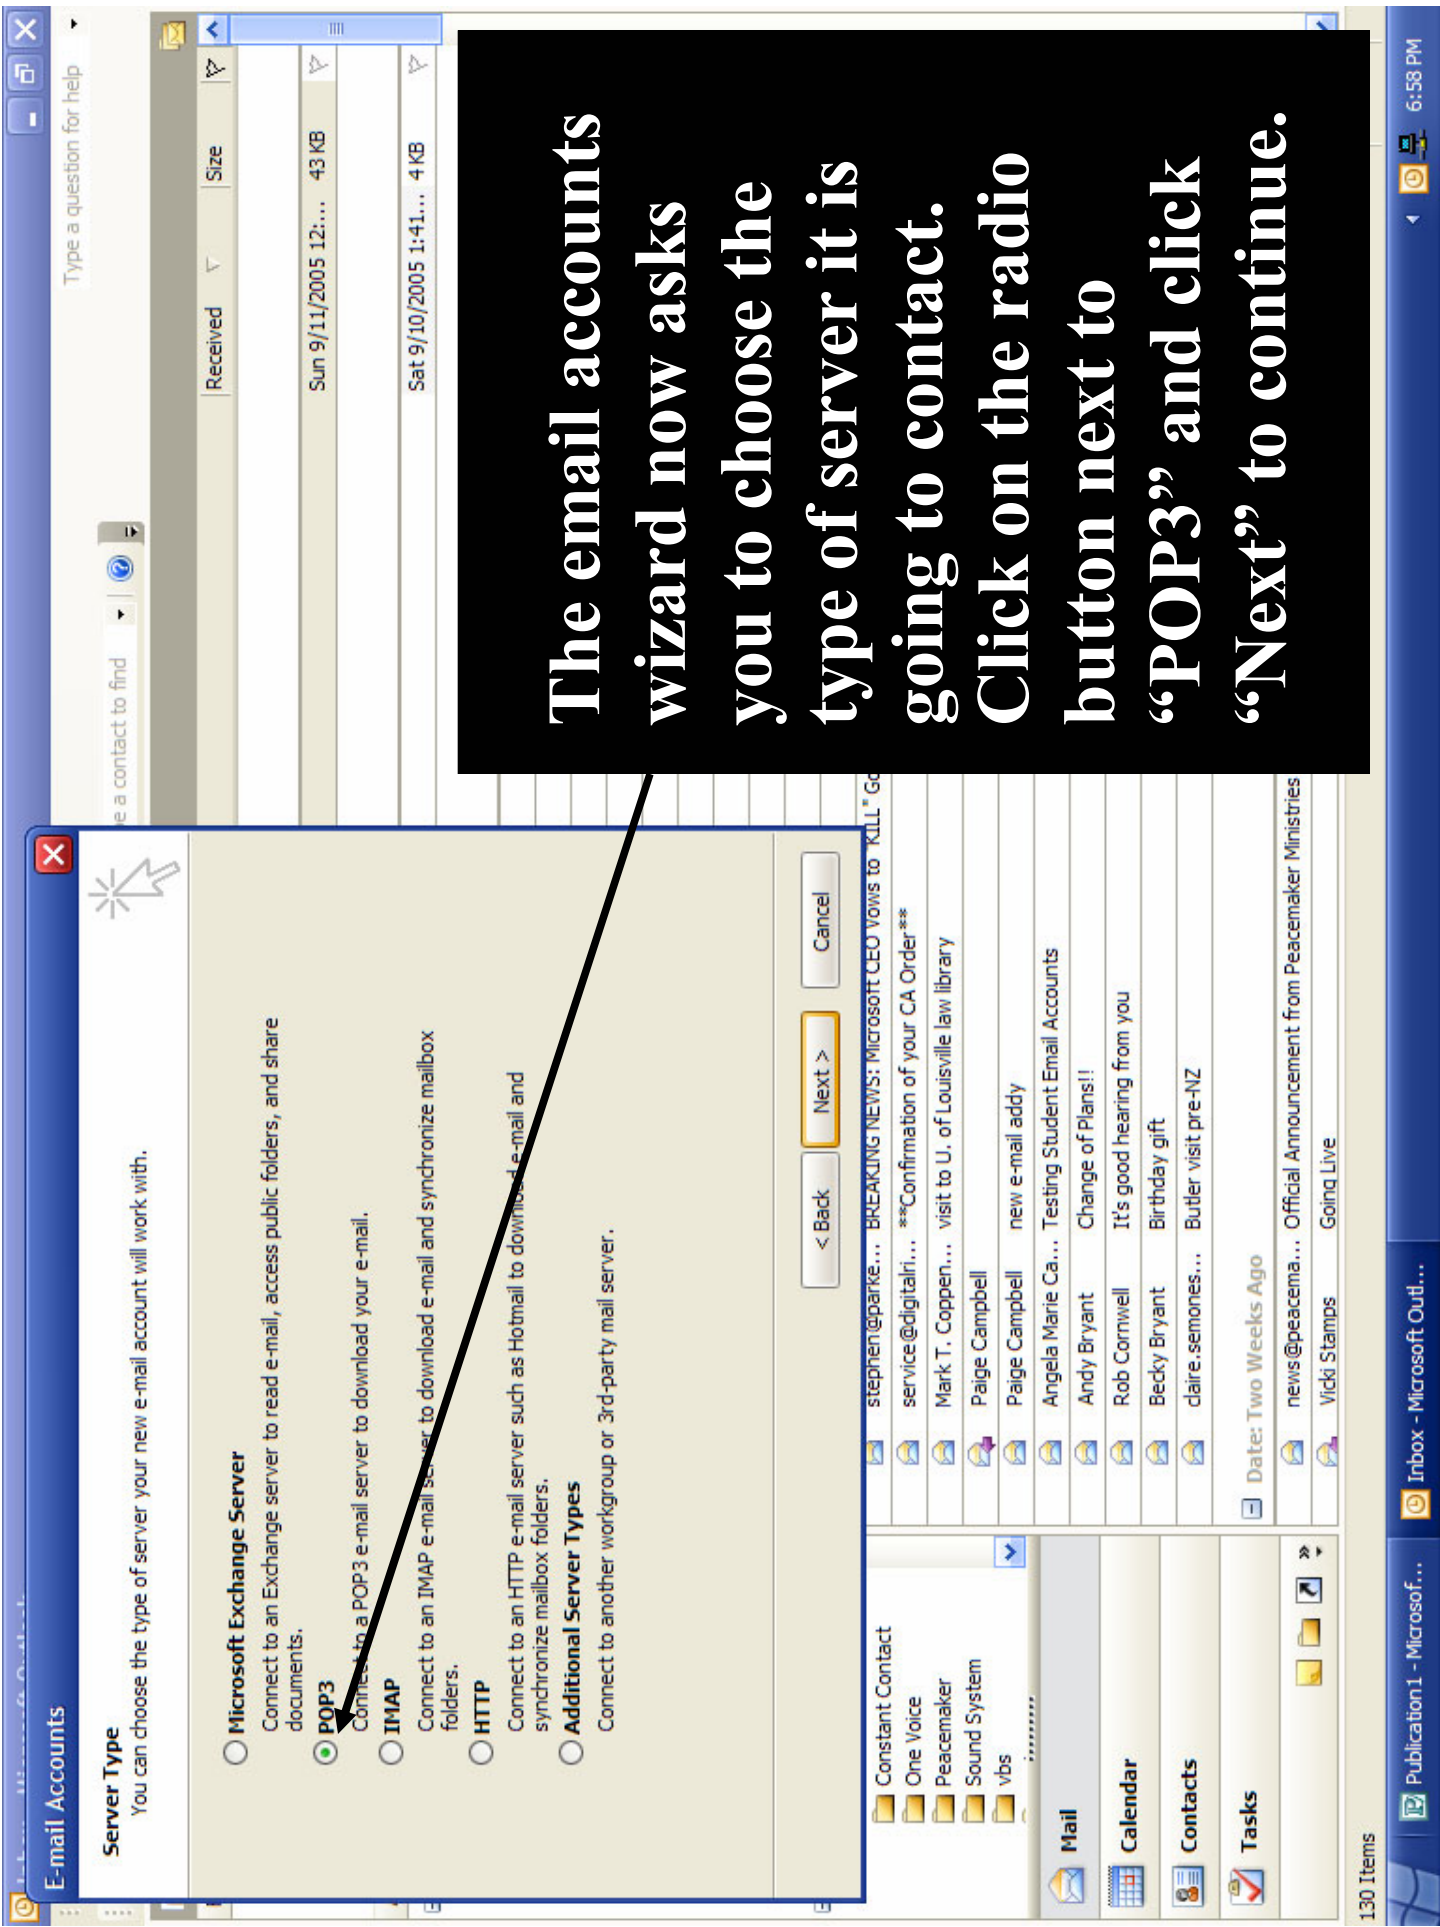 Type a question for help
e a contact to find
Received
Size
Sun 9/11/2005 12:...
43 KB
Sat 9/10/2005 1:41...
4 KB
E-mail Accounts
Server Type
You can choose the type of server your new e-mail account will work with.
Microsoft Exchange Server
Connect to an Exchange server to read e-mail, access public folders, and share
documents.
POP3
Connect to a POP3 e-mail server to download your e-mail.
IMAP
Connect to an IMAP e-mail server to download e-mail and synchronize mailbox
folders.
HTTP
Connect to an HTTP e-mail server such as Hotmail to download e-mail and
synchronize mailbox folders.
Additional Server Types
Connect to another workgroup or 3rd-party mail server.
< Back
Next >
Cancel
The email accounts
wizard now asks
you to choose the
type of server it is
going to contact.
Click on the radio
button next to
“POP3” and click
“Next” to continue.
stephen@parke... BREAKING NEWS: Microsoft CEO Vows to "KILL" Go
service@digitalri... **Confirmation of your CA Order**
Mark T. Coppen... visit to U. of Louisville law library
Paige Campbell
Paige Campbell new e-mail addy
Angela Marie Ca... Testing Student Email Accounts
Andy Bryant Change of Plans!!
Rob Cornwell It's good hearing from you
Becky Bryant Birthday gift
claire.semones... Butler visit pre-NZ
Date: Two Weeks Ago
news@peacema... Official Announcement from Peacemaker Ministries
Vicki Stamps Going Live
Constant Contact
One Voice
Peacemaker
Sound System
vbs
Mail
Calendar
Contacts
Tasks
130 Items
Publication1 - Microsof...
Inbox - Microsoft Outl...
6:58 PM